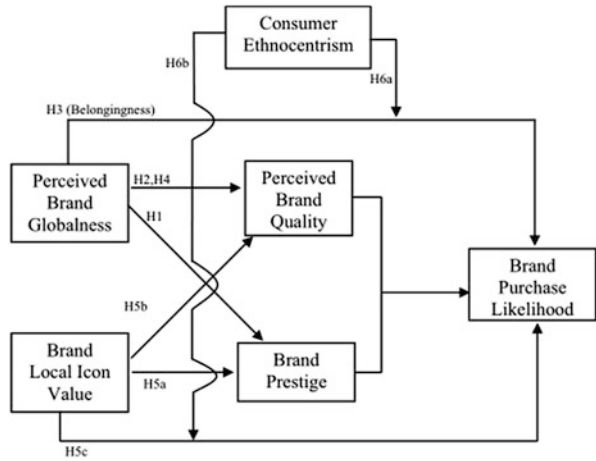 Consumer
Ethnocentrism
H6b
H6a
H3 (Belongingness)
Perceived
Brand
Globalness
H2,H4
H1
Perceived
Brand
Quality
Brand
Purchase
Likelihood
H5b
Brand
Local Icon
Value
H5a
Brand
Prestige
H5c